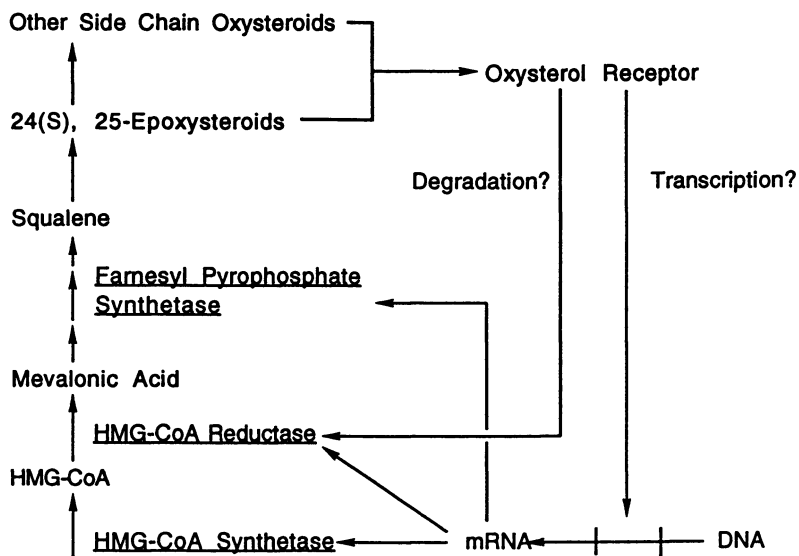 Other Side Chain Oxysteroids
Oxysterol Receptor
24(S), 25-Epoxysteroids
Degradation?
Transcription?
Squalene
Farnesyl Pyrophosphate
Synthetase
Mevalonic Acid
HMG-CoA Reductase
HMG-CoA
HMG-CoA Synthetase
mRNA
DNA